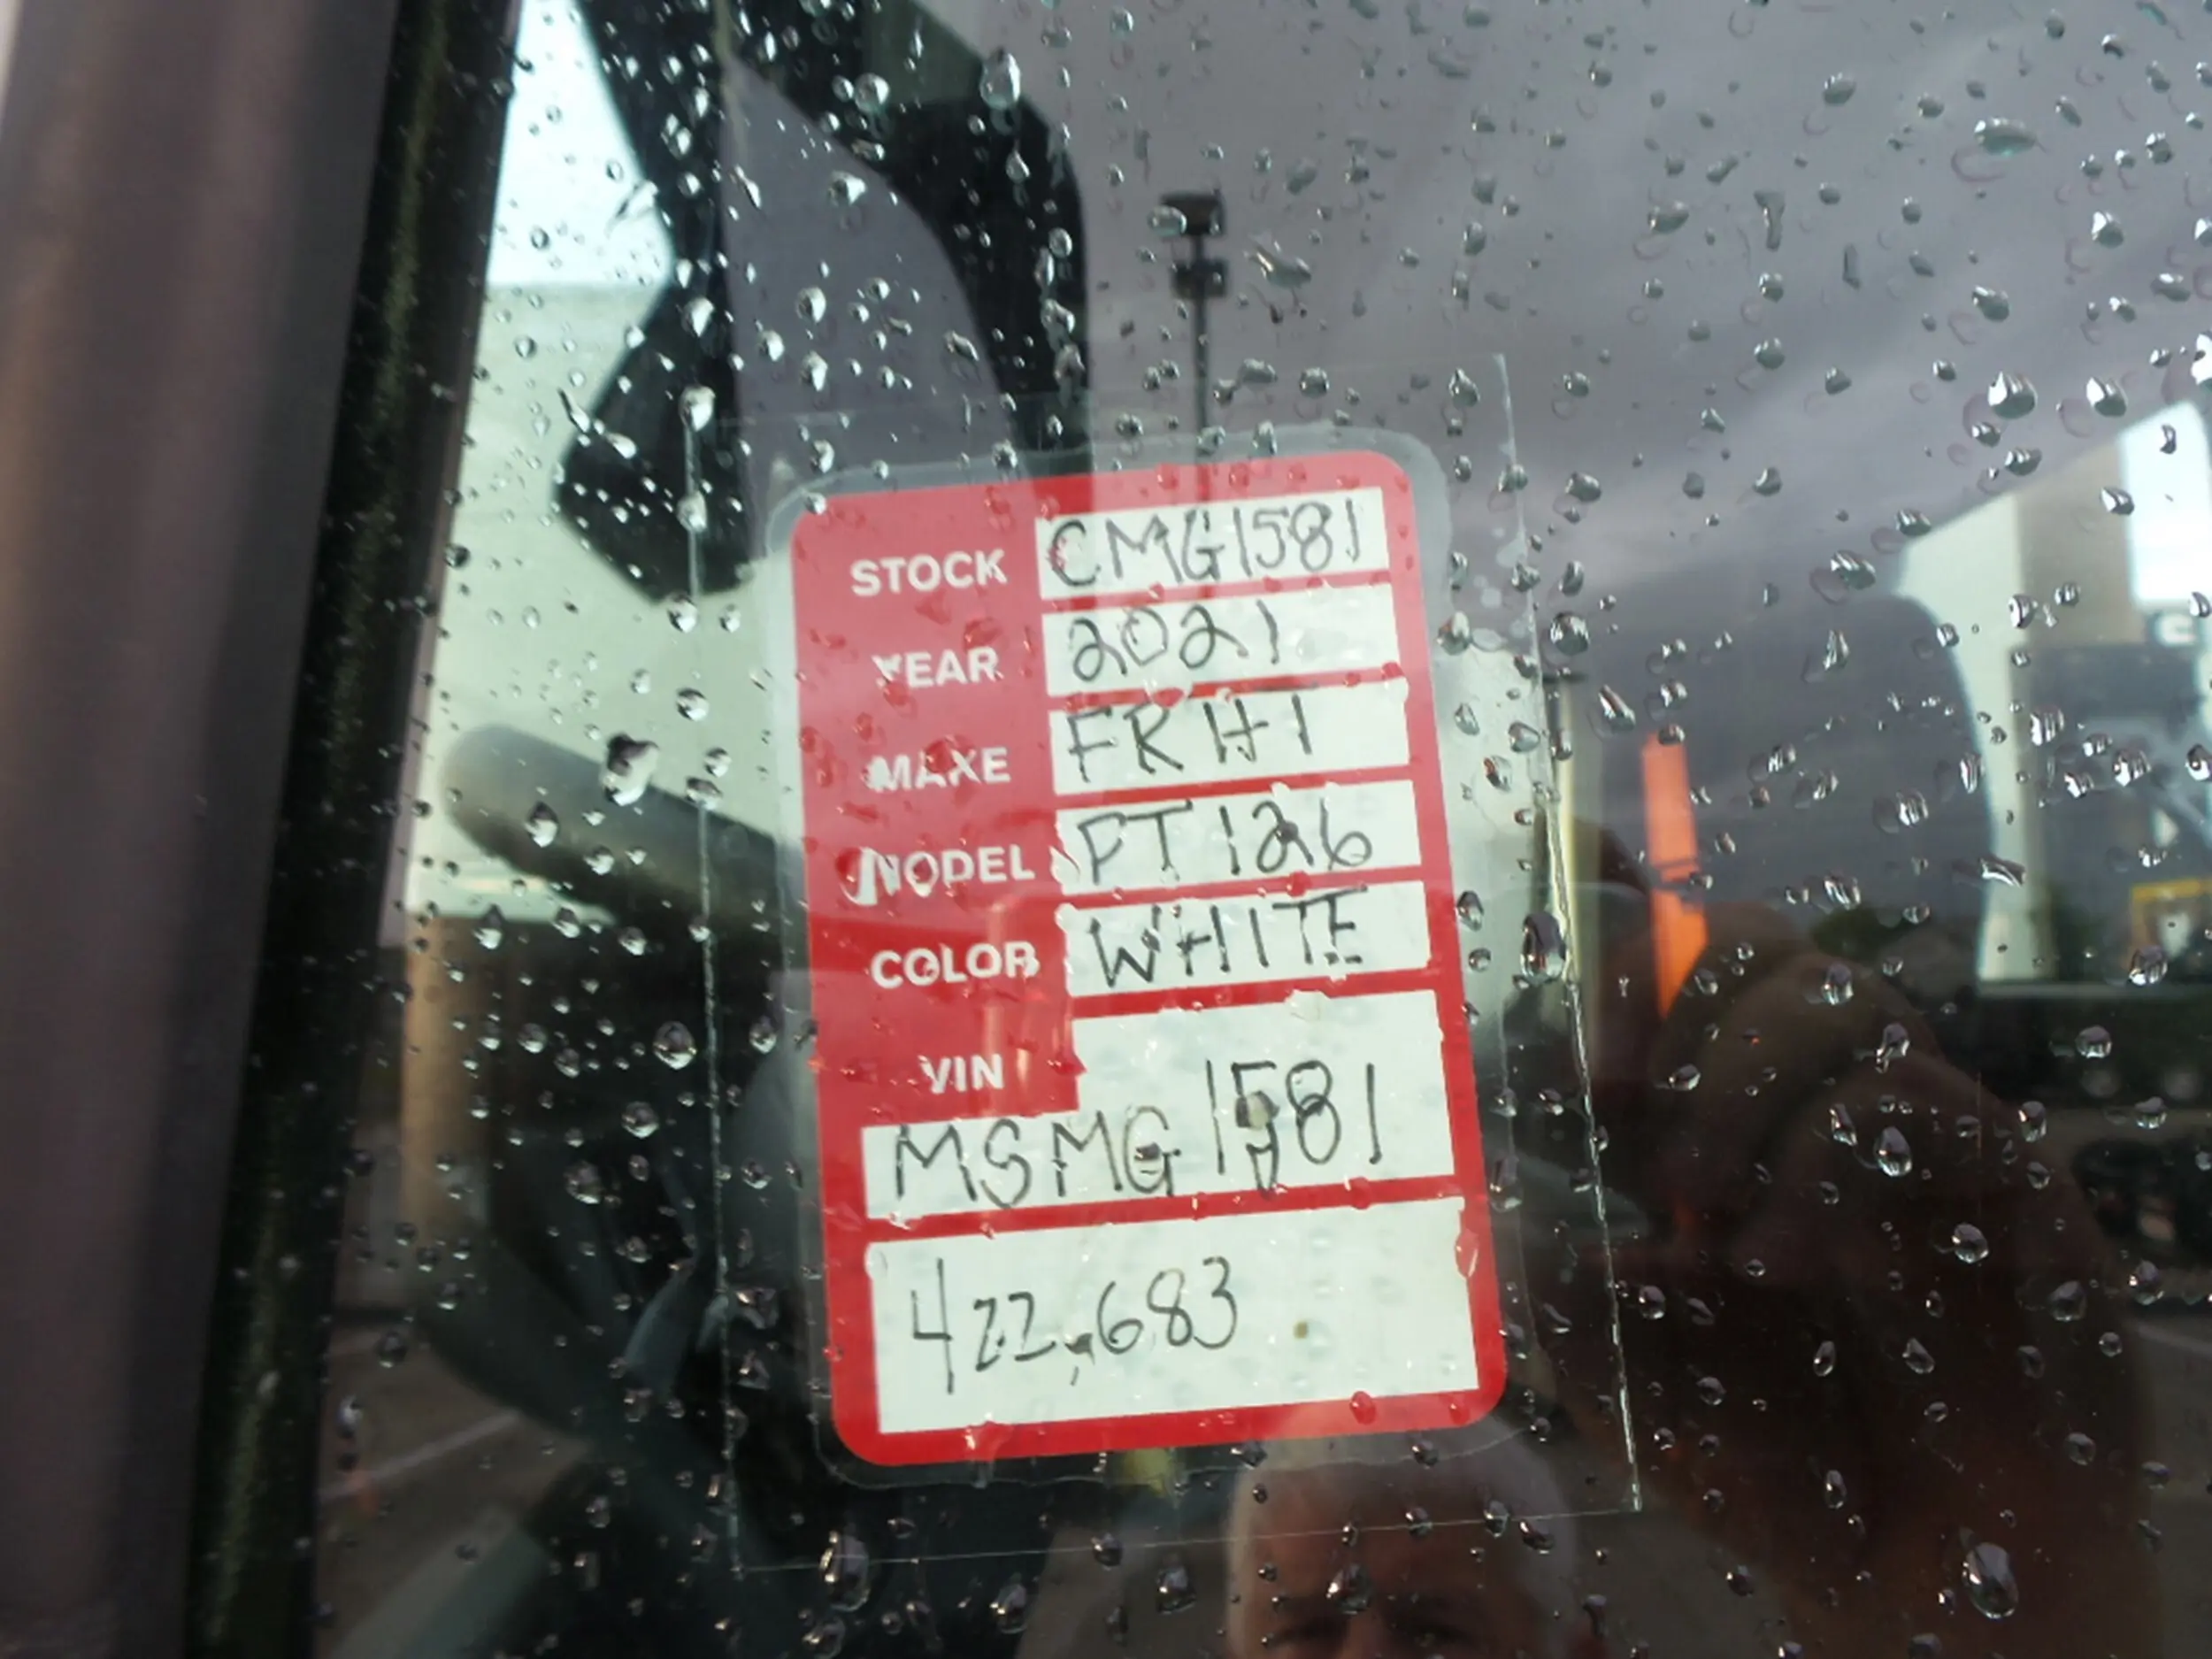 STOCK CMG1581
YEAR 2021
MAKE FRHT
MODEL PT126
COLOR WHITE
VIN
MSMG1581
422,683